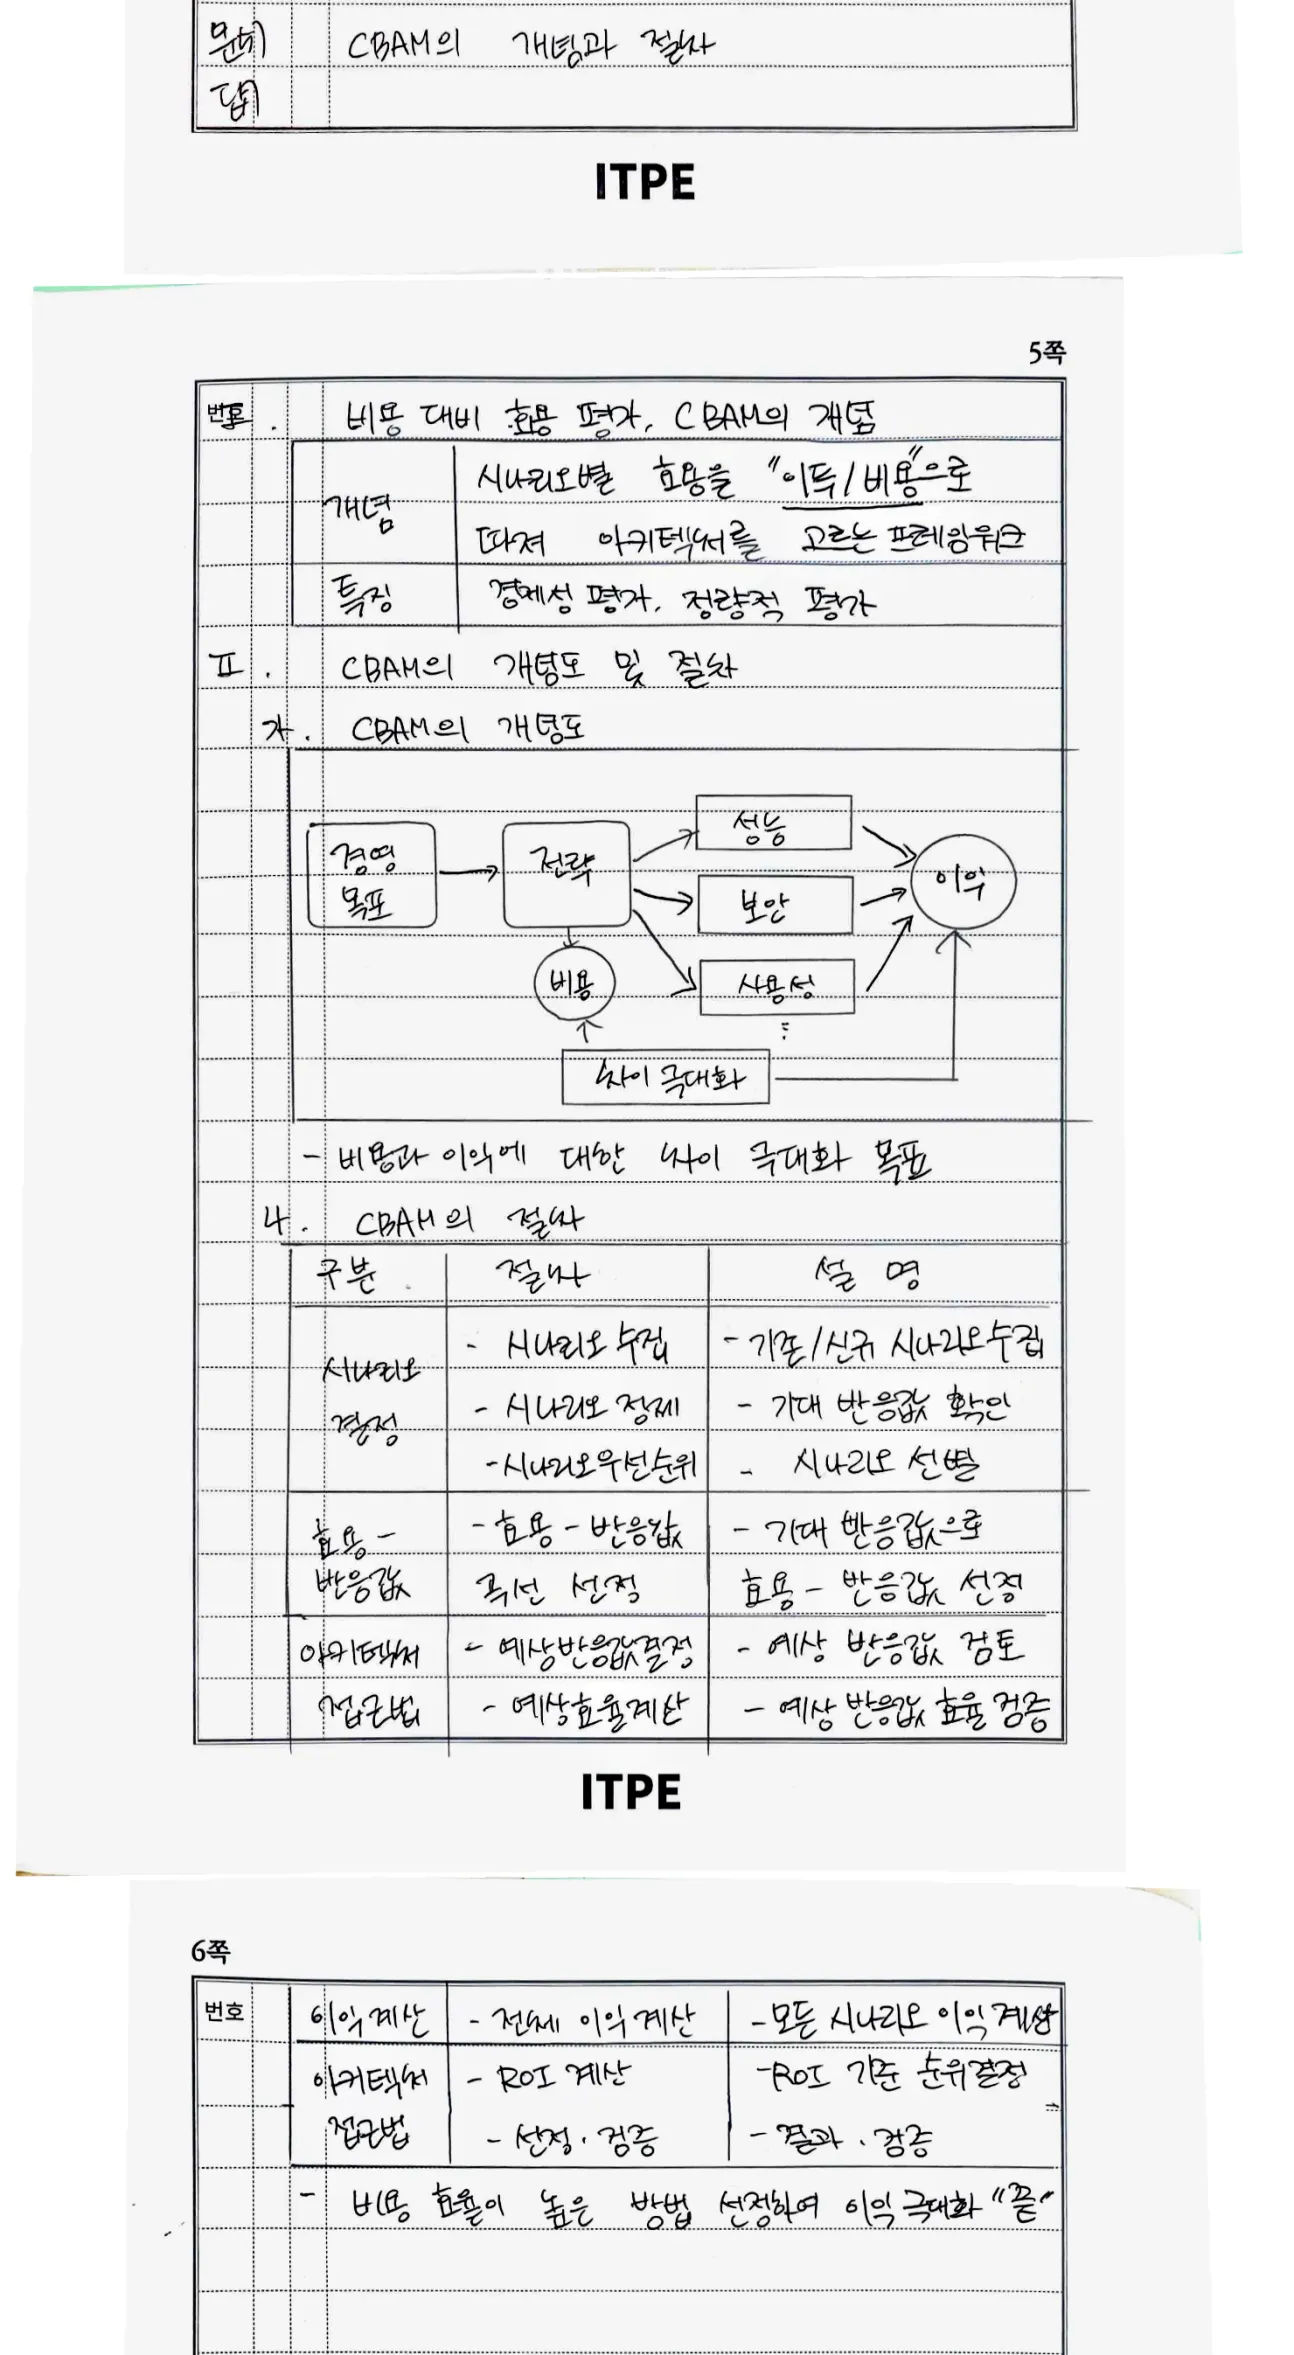 문제 CBAM의 개념과 절차
답
ITPE
5쪽
번호 . 비용 대비 효용 평가, CBAM의 개념
개념 시나리오별 효용을 "이득/비용"으로
따져 아키텍처를 고르는 프레임워크
특징 경제성 평가, 정량적 평가
II . CBAM의 개념도 및 절차
가 . CBAM의 개념도
성능
경영 목표
전략
이익
보안
비용
사용성
차이 극대화
- 비용과 이익에 대한 차이 극대화 목표
나 . CBAM의 절차
구분 절차 설명
시나리오 결정
- 시나리오 수집 - 기존/신규 시나리오 수집
- 시나리오 정제 - 기대 반응값 확인
- 시나리오 우선순위 - 시나리오 선별
효용 - - 효용 - 반응값 - 기대 반응값으로
반응값 곡선 선정 효용 - 반응값 선정
아키텍처 - 예상반응값결정 - 예상 반응값 검토
접근법 - 예상효율계산 - 예상 반응값 효율 검증
ITPE
6쪽
번호 이익 계산 - 전체 이익 계산 - 모든 시나리오 이익 계상
아키텍처 - ROI 계산 - ROI 기준 순위결정
접근법 - 선정 . 검증 - 결과 . 검증
- 비용 효율이 높은 방법 선정하여 이익 극대화 "끝"